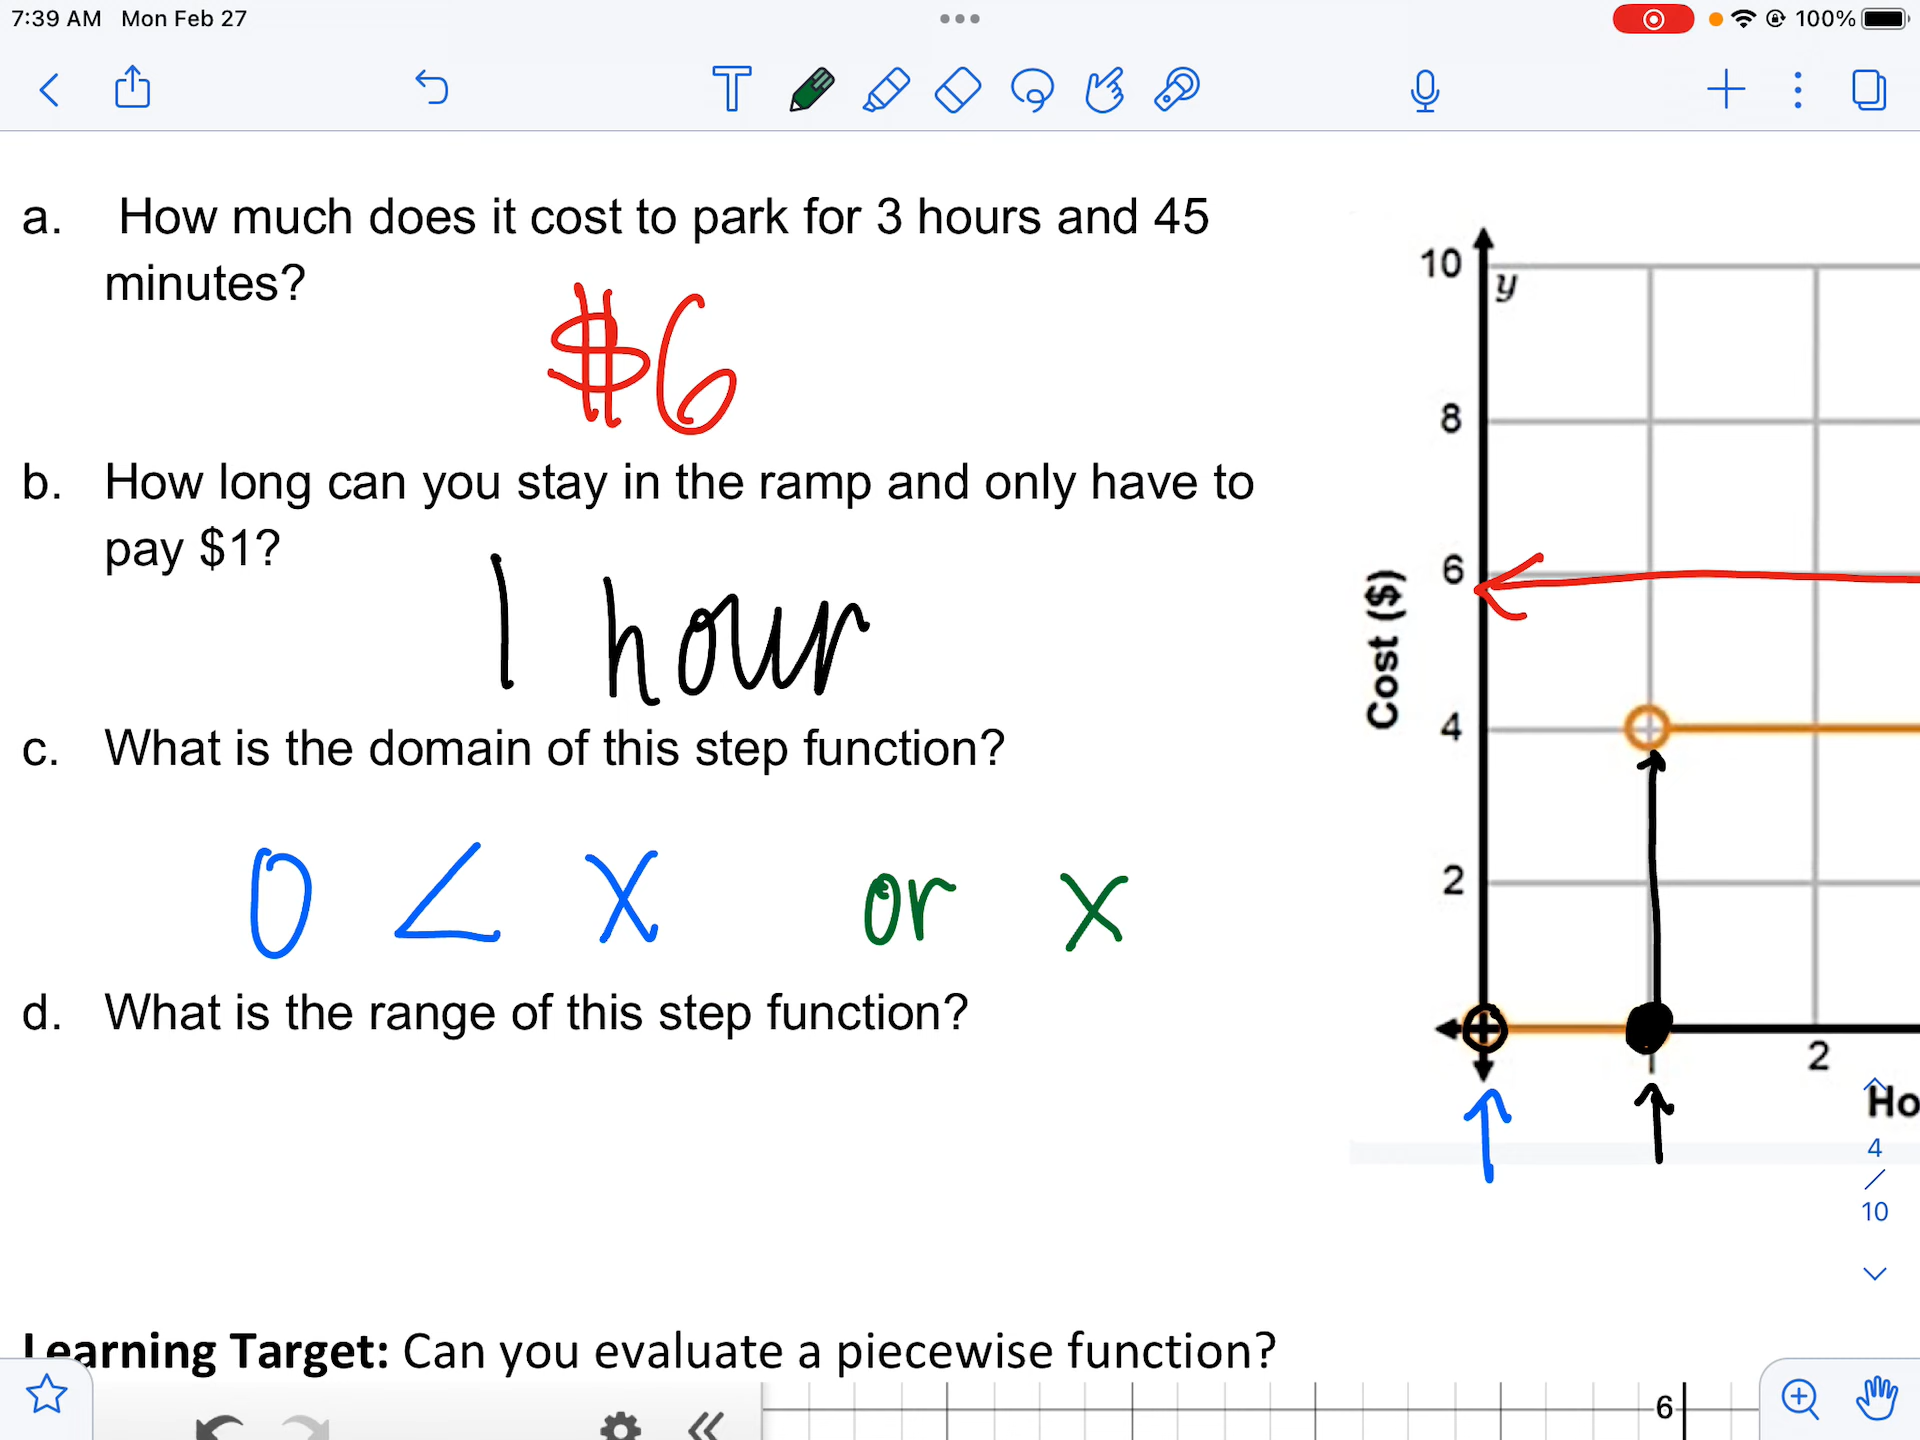 7:39 AM Mon Feb 27
100%
T
a. How much does it cost to park for 3 hours and 45
minutes?
$6
b. How long can you stay in the ramp and only have to
pay $1?
1 hour
c. What is the domain of this step function?
0 < x or x
d. What is the range of this step function?
10
y
8
6
4
2
Cost ($)
2
Ho
4
/
10
Learning Target: Can you evaluate a piecewise function?
6